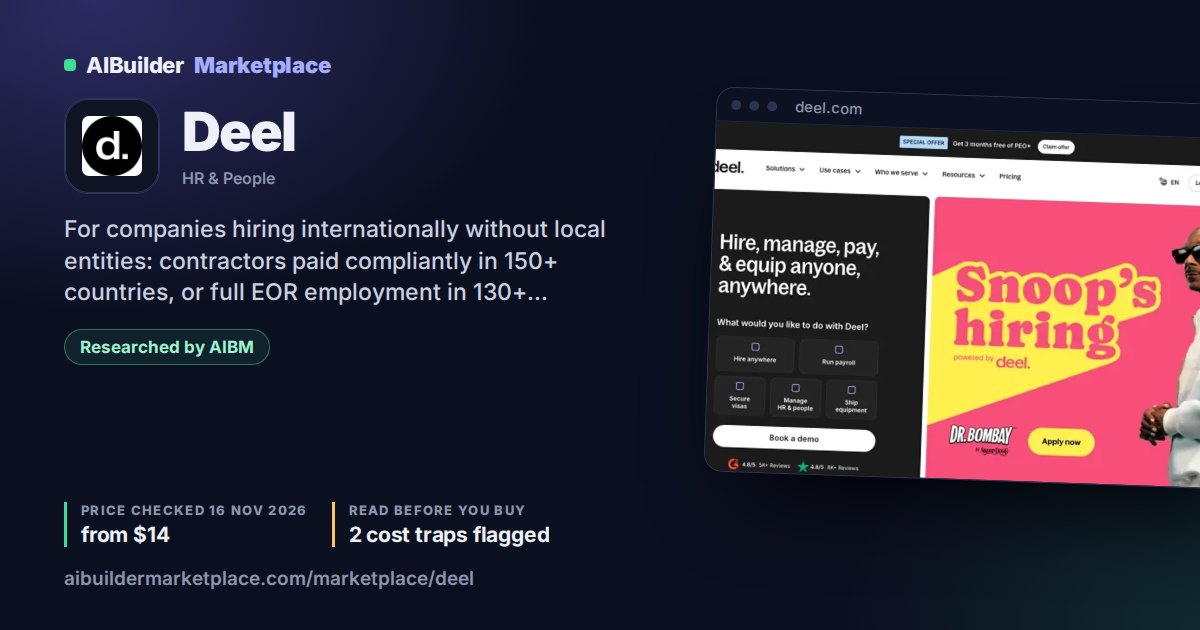 AIBuilder Marketplace
d.
Deel
HR & People
For companies hiring internationally without local
entities: contractors paid compliantly in 150+
countries, or full EOR employment in 130+...
Researched by AIBM
PRICE CHECKED 16 NOV 2026
from $14
READ BEFORE YOU BUY
2 cost traps flagged
aibuildermarketplace.com/marketplace/deel
deel.com
SPECIAL OFFER Get 3 months free of PEO+ Claim offer
deel. Solutions Use cases Who we serve Resources Pricing EN
Hire, manage, pay,
& equip anyone,
anywhere.
What would you like to do with Deel?
Hire anywhere
Run payroll
Secure
visas
Manage
HR & people
Ship
equipment
Book a demo
4.8/5 5K+ Reviews 4.8/5 8K+ Reviews
Snoop's
hiring
powered by deel.
DR. BOMBAY
Apply now